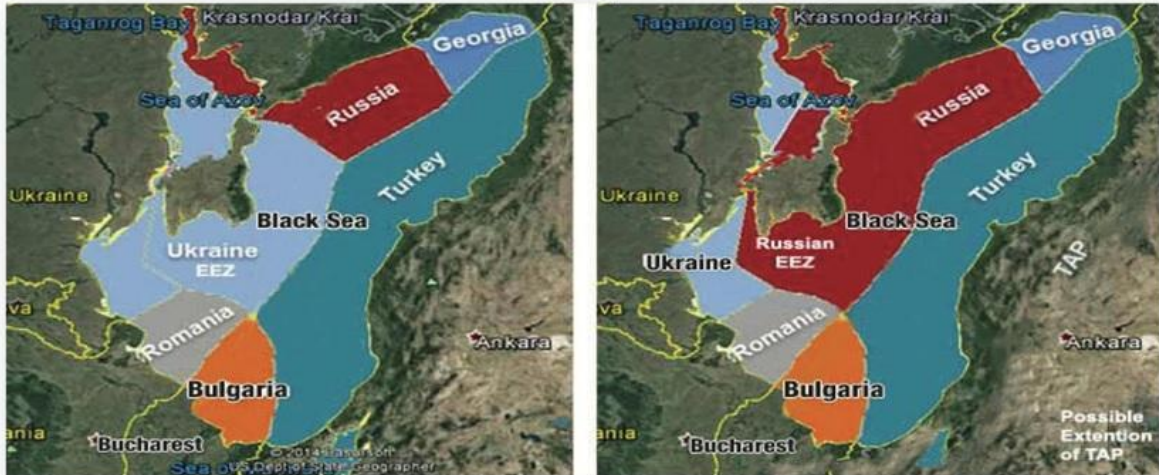 Taganrog Bay
Krasnodar Krai
Georgia
Sea of Azov
Russia
Turkey
Ukraine
Black Sea
Ukraine
EEZ
Romania
Ankara
Bulgaria
Bucharest
US Dept of State Geographer
Taganrog Bay
Krasnodar Krai
Georgia
Sea of Azov
Russia
Turkey
Ukraine
Black Sea
Russian
EEZ
Ukraine
TAP
Romania
Ankara
Bulgaria
Bucharest
Possible
Extention
of TAP